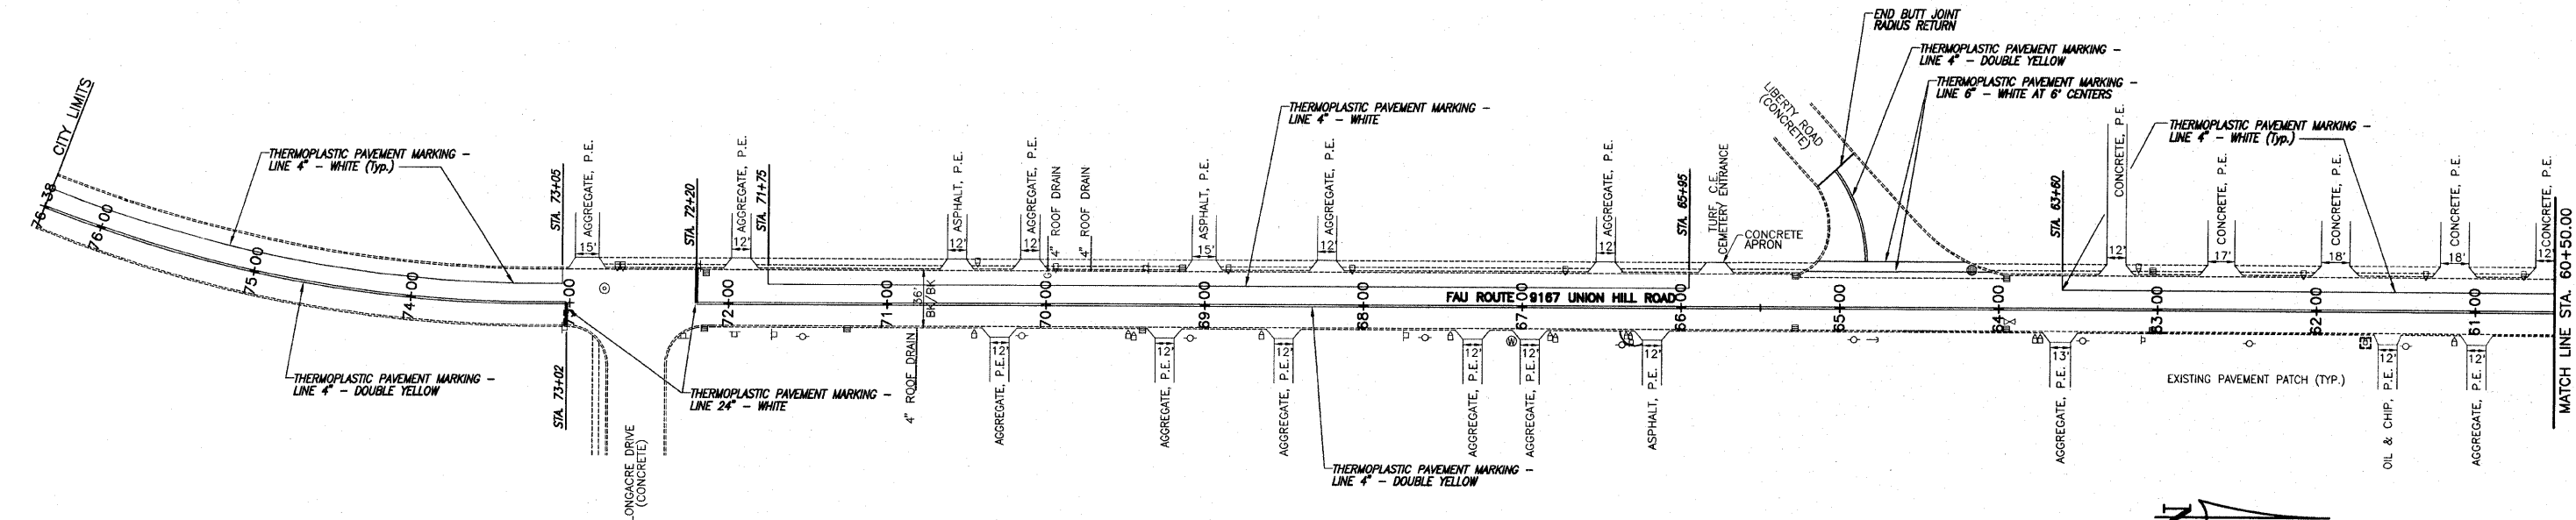 END BUTT JOINT
RADIUS RETURN
THERMOPLASTIC PAVEMENT MARKING –
LINE 4" – DOUBLE YELLOW
THERMOPLASTIC PAVEMENT MARKING –
LINE 6" – WHITE AT 6' CENTERS
CITY LIMITS
THERMOPLASTIC PAVEMENT MARKING –
LINE 4" – WHITE (Typ.)
THERMOPLASTIC PAVEMENT MARKING –
LINE 4" – WHITE
LIBERTY ROAD
(CONCRETE)
THERMOPLASTIC PAVEMENT MARKING –
LINE 4" – WHITE (Typ.)
STA. 73+05
AGGREGATE, P.E.
15'
STA. 72+20
AGGREGATE, P.E.
12'
STA. 71+75
ASPHALT, P.E.
12'
AGGREGATE, P.E.
12'
4" ROOF DRAIN
4" ROOF DRAIN
ASPHALT, P.E.
15'
AGGREGATE, P.E.
12'
AGGREGATE, P.E.
12'
STA. 65+95
TURF C.E.
CEMETERY ENTRANCE
CONCRETE
APRON
STA. 63+60
CONCRETE, P.E.
12'
CONCRETE, P.E.
17'
CONCRETE, P.E.
18'
CONCRETE, P.E.
18'
CONCRETE, P.E.
12'
76+38
76+00
75+00
74+00
73+00
72+00
71+00
36'
BK/BK
70+00
G
69+00
68+00
FAU ROUTE 9167 UNION HILL ROAD
67+00
66+00
65+00
64+00
63+00
62+00
61+00
MATCH LINE STA. 60+50.00
THERMOPLASTIC PAVEMENT MARKING –
LINE 4" – DOUBLE YELLOW
STA. 73+02
LONGACRE DRIVE
(CONCRETE)
THERMOPLASTIC PAVEMENT MARKING –
LINE 24" – WHITE
4" ROOF DRAIN
12'
AGGREGATE, P.E.
12'
AGGREGATE, P.E.
12'
AGGREGATE, P.E.
12'
AGGREGATE, P.E.
W
12'
AGGREGATE, P.E.
12'
ASPHALT, P.E.
13'
AGGREGATE, P.E.
EXISTING PAVEMENT PATCH (TYP.)
12'
OIL & CHIP, P.E.
12'
AGGREGATE, P.E.
THERMOPLASTIC PAVEMENT MARKING –
LINE 4" – DOUBLE YELLOW
N